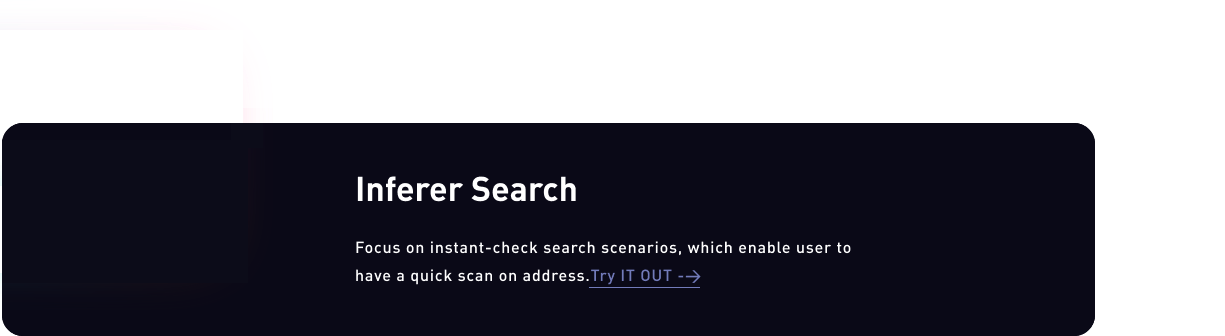 Inferer Search
Focus on instant-check search scenarios, which enable user to
have a quick scan on address.Try IT OUT -->